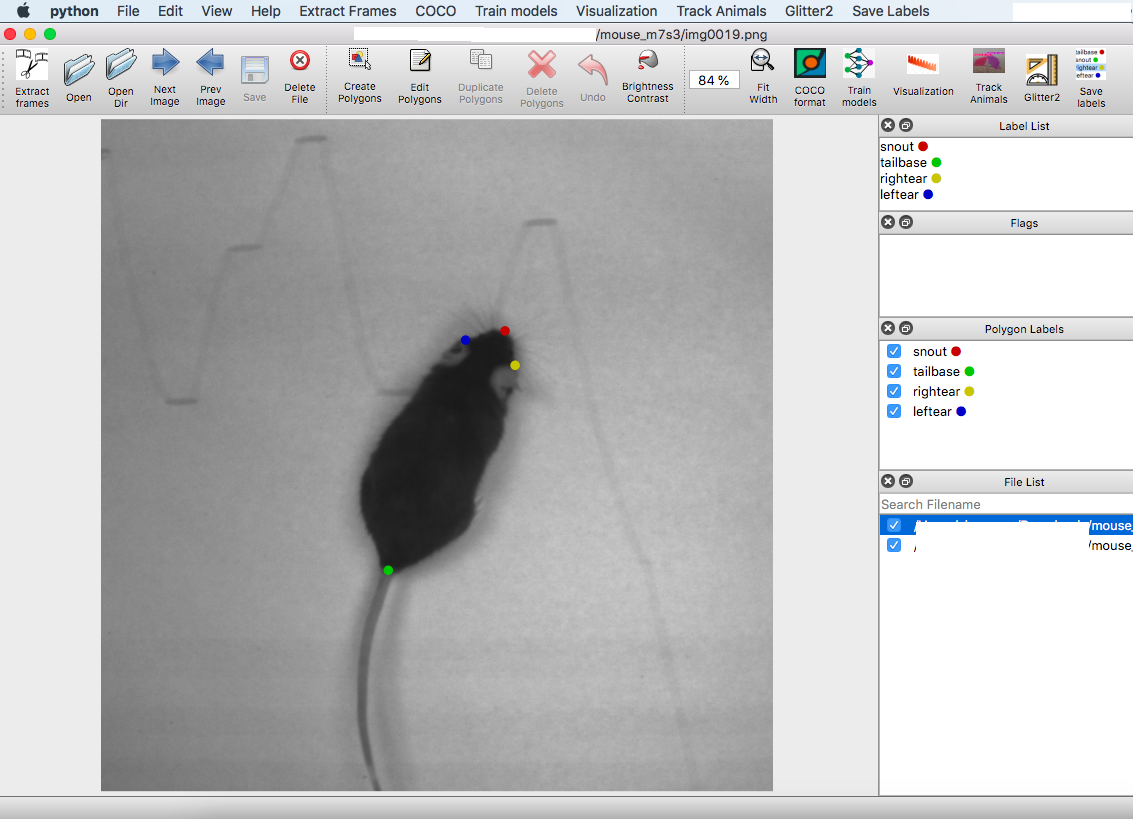 python File Edit View Help Extract Frames COCO Train models Visualization Track Animals Glitter2 Save Labels
/mouse_m7s3/img0019.png
Extract frames
Open
Open Dir
Next Image
Prev Image
Save
Delete File
Create Polygons
Edit Polygons
Duplicate Polygons
Delete Polygons
Undo
Brightness Contrast
84 %
Fit Width
COCO format
Train models
Visualization
Track Animals
Glitter2
tailbase
snout
rightear
leftear
Save labels
Label List
snout
tailbase
rightear
leftear
Flags
Polygon Labels
snout
tailbase
rightear
leftear
File List
Search Filename
/mouse_
/ /mouse_